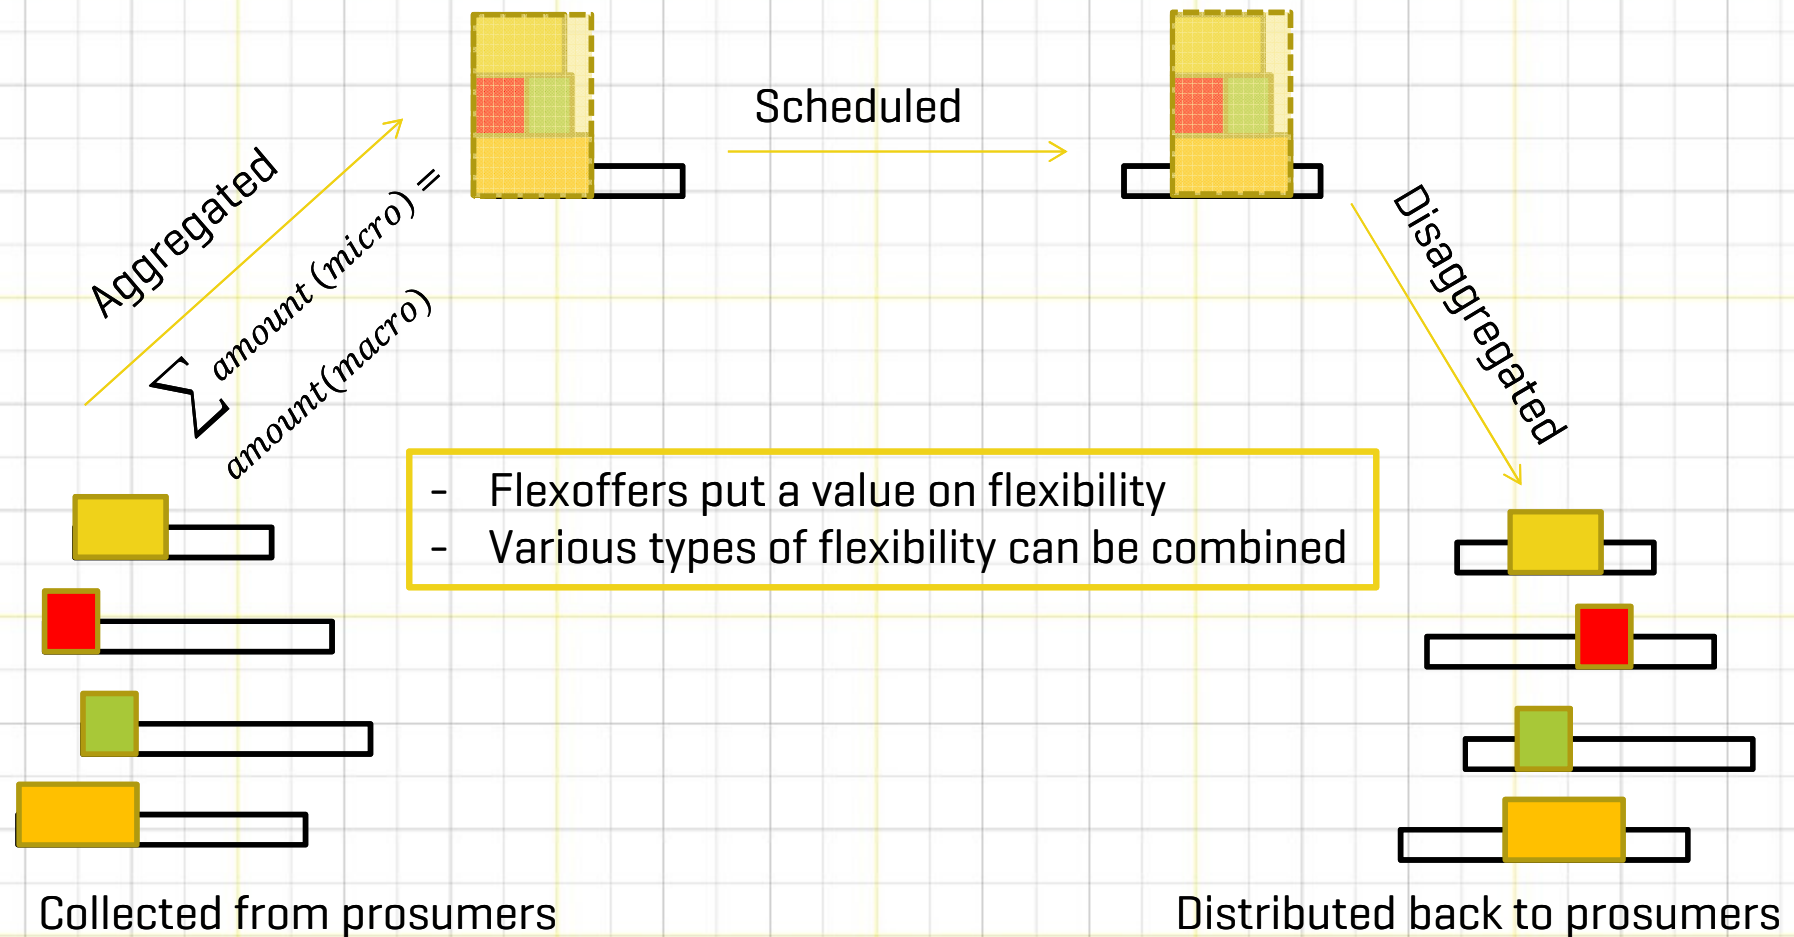 Aggregated
∑ amount (micro) =
amount(macro)
Scheduled
Disaggregated
- Flexoffers put a value on flexibility
- Various types of flexibility can be combined
Collected from prosumers
Distributed back to prosumers